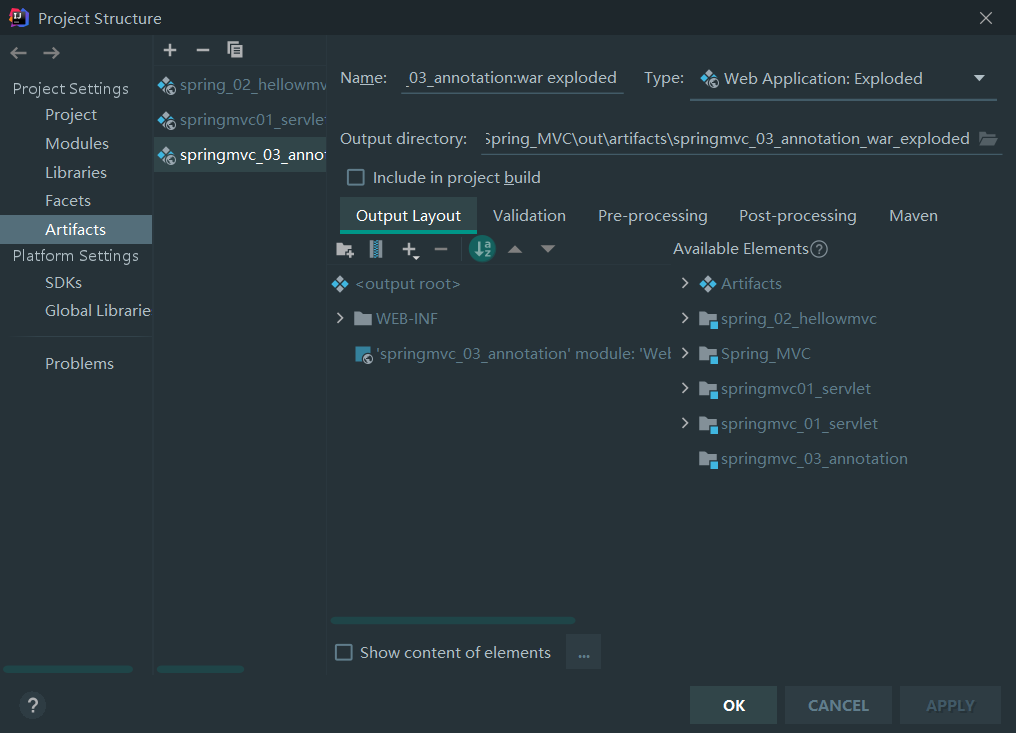 Project Structure
Project Settings
Project
Modules
Libraries
Facets
Artifacts
Platform Settings
SDKs
Global Librarie
Problems
spring_02_hellowmv
springmvc01_servlet
springmvc_03_annot
Name: _03_annotation:war exploded Type: Web Application: Exploded
Output directory: Spring_MVC\out\artifacts\springmvc_03_annotation_war_exploded
Include in project build
Output Layout Validation Pre-processing Post-processing Maven
Available Elements ?
<output root>
WEB-INF
'springmvc_03_annotation' module: 'Wel
Artifacts
spring_02_hellowmvc
Spring_MVC
springmvc01_servlet
springmvc_01_servlet
springmvc_03_annotation
Show content of elements ...
? OK CANCEL APPLY